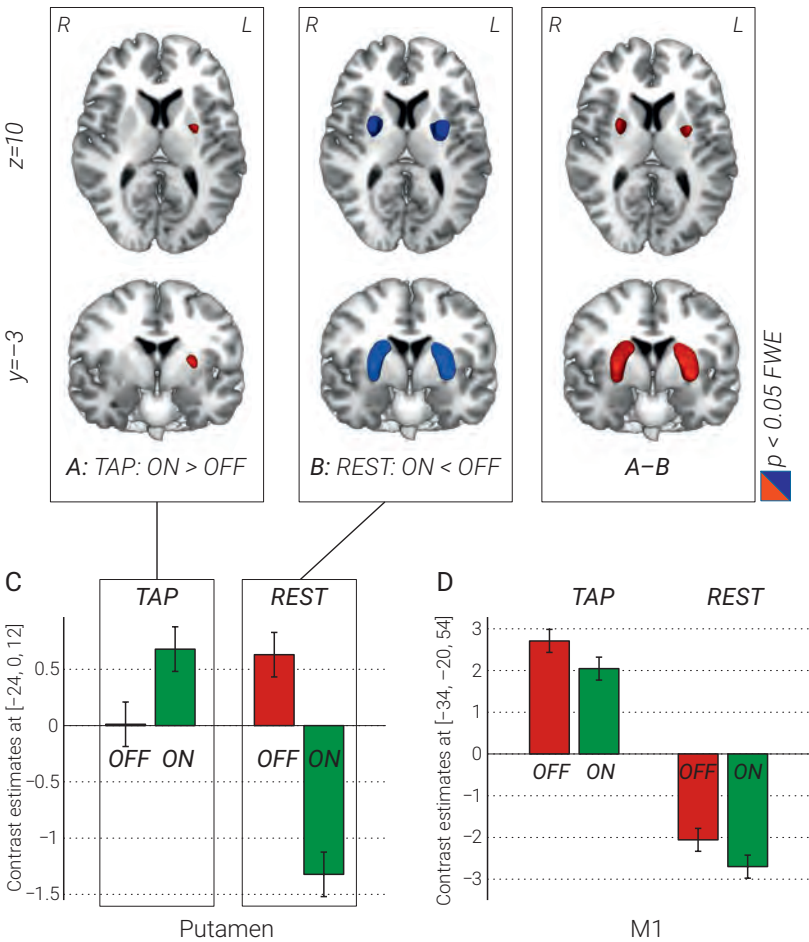 R L
R L
R L
z=10
y=−3
A: TAP: ON > OFF
B: REST: ON < OFF
A−B
p < 0.05 FWE
C
TAP
REST
Contrast estimates at [−24, 0, 12]
0.5
0
−0.5
−1
−1.5
OFF ON
OFF ON
Putamen
D
TAP
REST
Contrast estimates at [−34, −20, 54]
3
2
1
0
−1
−2
−3
OFF ON
OFF ON
M1